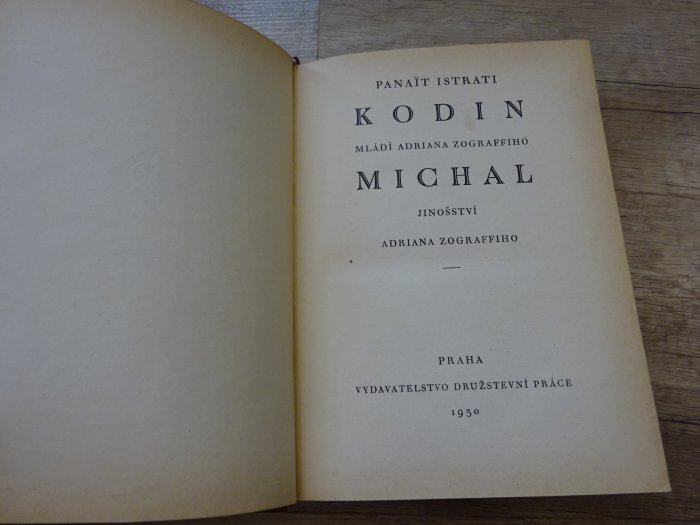 PANAÏT ISTRATI
KODIN
MLÁDÍ ADRIANA ZOGRAFFIHO
MICHAL
JINOŠSTVÍ
ADRIANA ZOGRAFFIHO
—
PRAHA
VYDAVATELSTVO DRUŽSTEVNÍ PRÁCE
1930